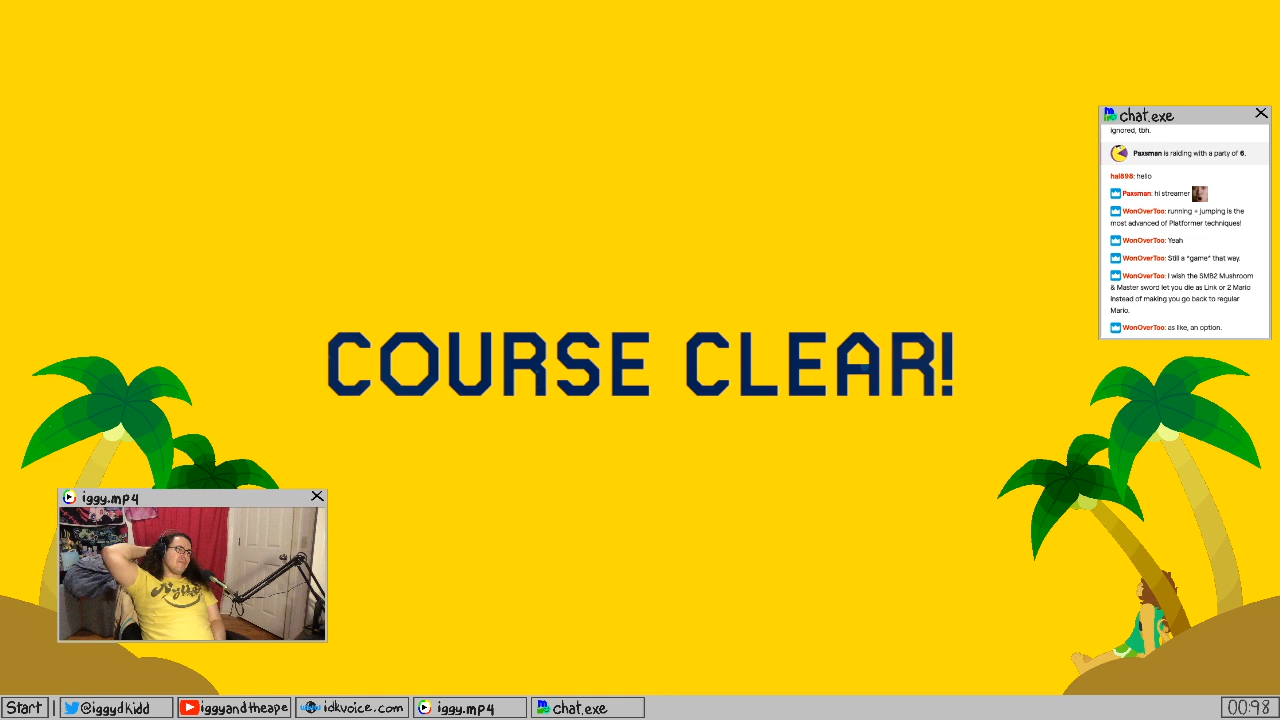 chat.exe
ignored, tbh.
Paxsman is raiding with a party of 6.
hal898: hello
Paxsman: hi streamer
WonOverToo: running + jumping is the
most advanced of Platformer techniques!
WonOverToo: Yeah
WonOverToo: Still a *game* that way.
WonOverToo: I wish the SMB2 Mushroom
& Master sword let you die as Link or 2 Mario
instead of making you go back to regular
Mario.
WonOverToo: as like, an option.
COURSE CLEAR!
iggy.mp4
Start | @iggydkidd iggyandtheape idkvoice.com iggy.mp4 chat.exe 00:98